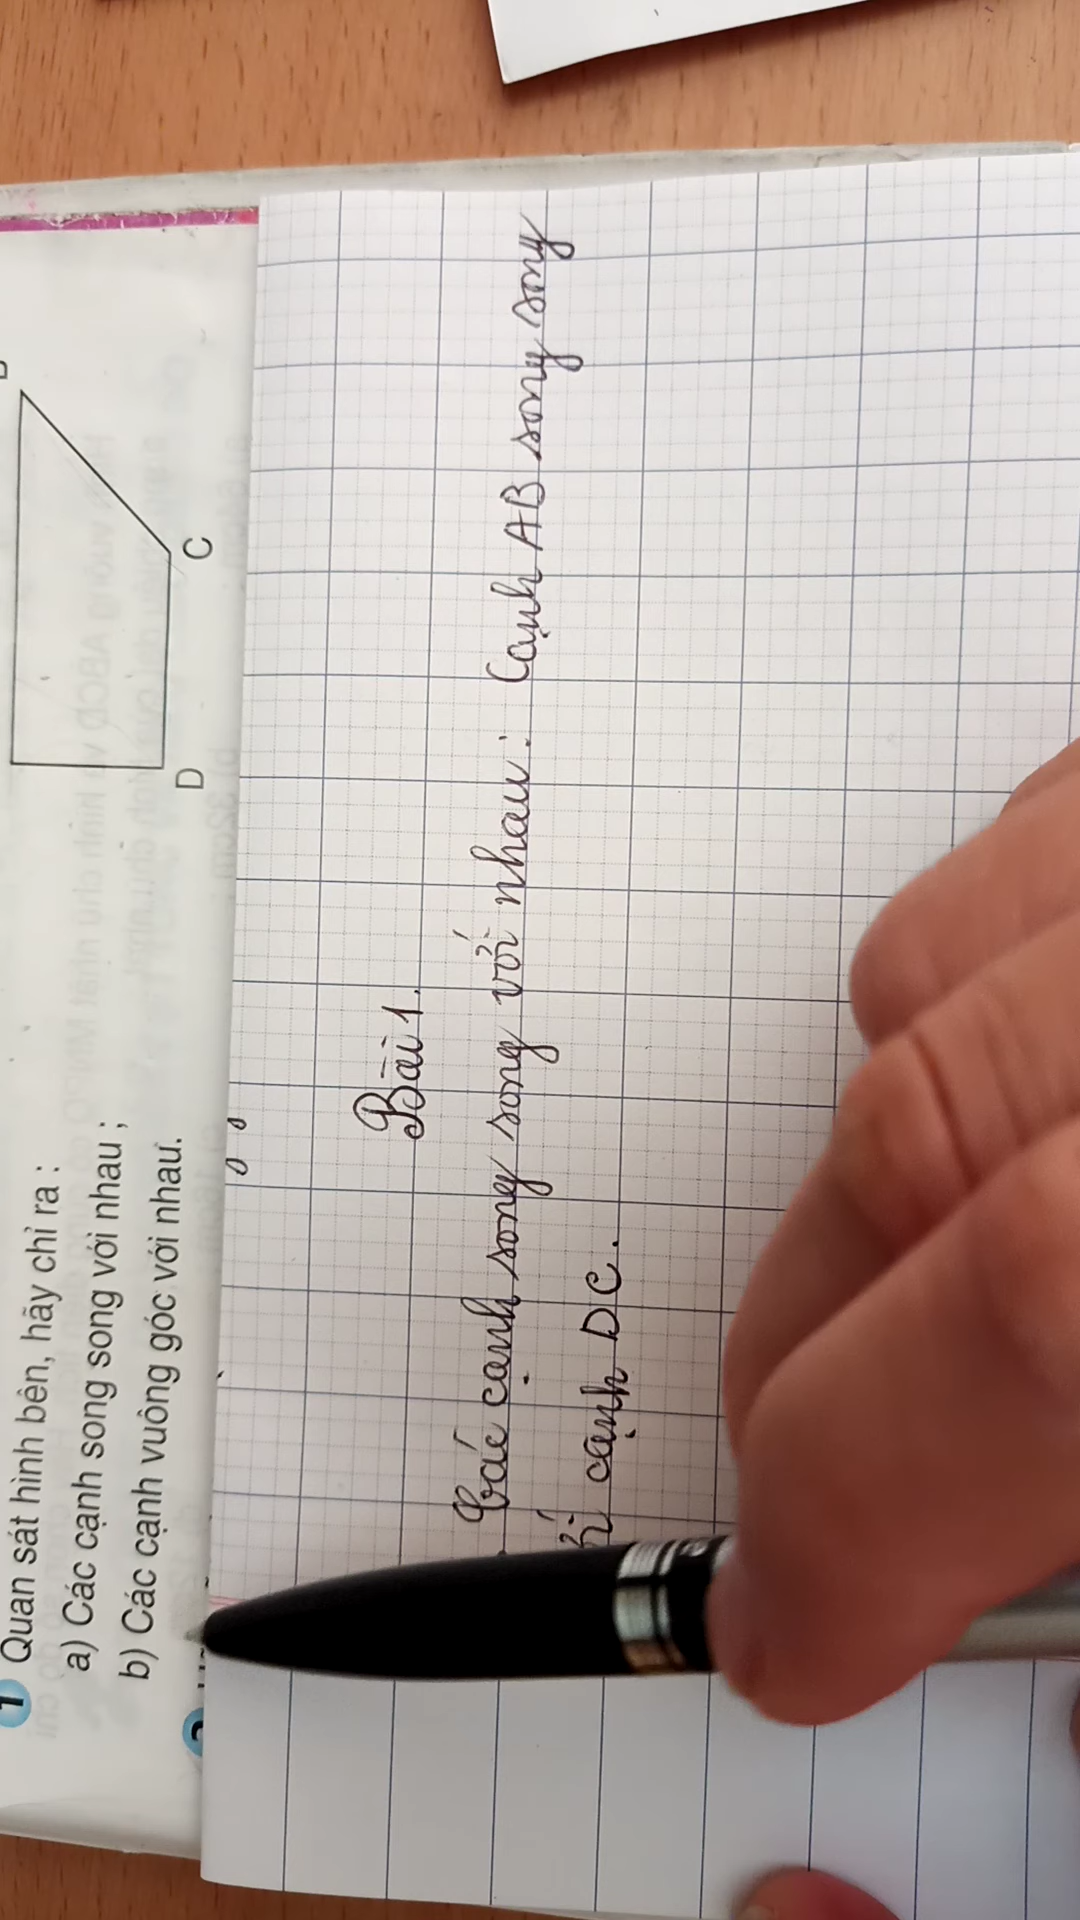 1 Quan sát hình bên, hãy chỉ ra :
a) Các cạnh song song với nhau ;
b) Các cạnh vuông góc với nhau.
D
C
Bài 1.
Các cạnh song song với nhau: Cạnh AB song song
cạnh DC.